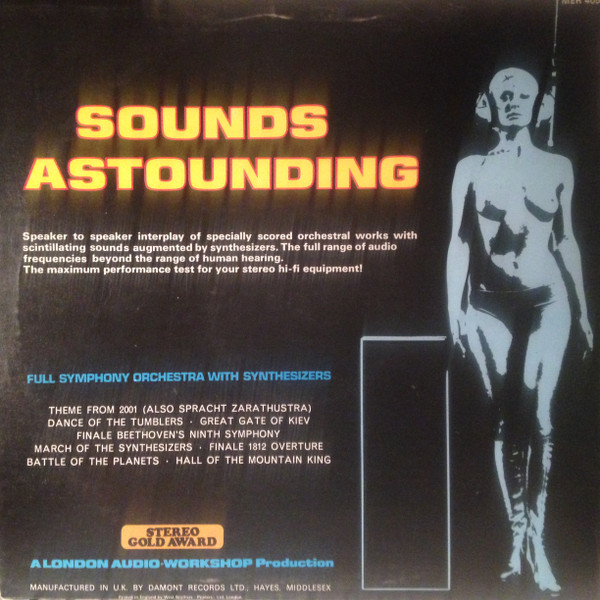 SOUNDS
ASTOUNDING
Speaker to speaker interplay of specially scored orchestral works with
scintillating sounds augmented by synthesizers. The full range of audio
frequencies beyond the range of human hearing.
The maximum performance test for your stereo hi-fi equipment!
FULL SYMPHONY ORCHESTRA WITH SYNTHESIZERS
THEME FROM 2001 (ALSO SPRACHT ZARATHUSTRA)
DANCE OF THE TUMBLERS · GREAT GATE OF KIEV
FINALE BEETHOVEN'S NINTH SYMPHONY
MARCH OF THE SYNTHESIZERS · FINALE 1812 OVERTURE
BATTLE OF THE PLANETS · HALL OF THE MOUNTAIN KING
STEREO
GOLD AWARD
A LONDON AUDIO-WORKSHOP Production
MANUFACTURED IN U.K. BY DAMONT RECORDS LTD., HAYES, MIDDLESEX